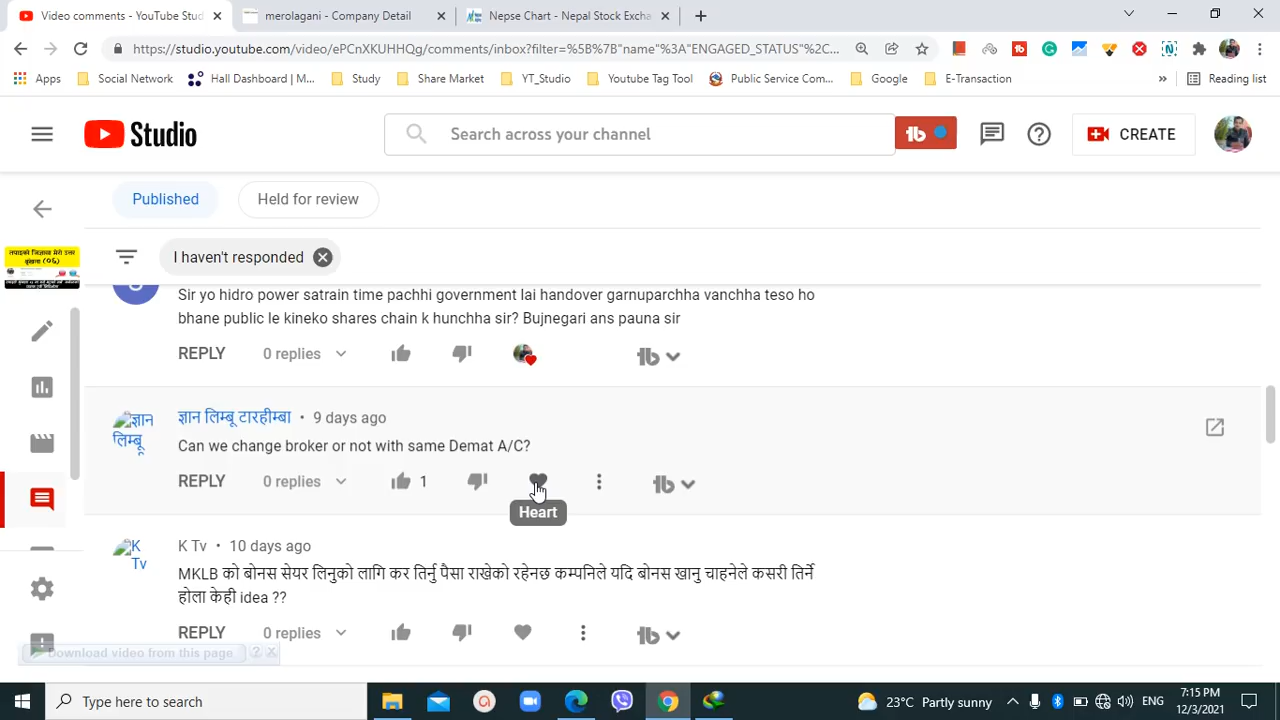 Video comments - YouTube Stud
merolagani - Company Detail
Nepse Chart - Nepal Stock Excha
https://studio.youtube.com/video/ePCnXKUHHQg/comments/inbox?filter=%5B%7B"name"%3A"ENGAGED_STATUS"%2C...
Apps
Social Network
Hall Dashboard | M...
Study
Share Market
YT_Studio
Youtube Tag Tool
Public Service Com...
Google
E-Transaction
»
Reading list
Studio
Search across your channel
CREATE
Published
Held for review
तपाइको जिज्ञासा मेरो उत्तर
I haven't responded
Sir yo hidro power satrain time pachhi government lai handover garnuparchha vanchha teso ho
bhane public le kineko shares chain k hunchha sir? Bujnegari ans pauna sir
REPLY 0 replies
ज्ञान लिम्बू टारहीम्बा • 9 days ago
ज्ञान
लिम्बू
Can we change broker or not with same Demat A/C?
REPLY 0 replies 1
Heart
K Tv • 10 days ago
K
Tv
MKLB को बोनस सेयर लिनुको लागि कर तिर्नु पैसा राखेको रहेनछ कम्पनिले यदि बोनस खानु चाहनेले कसरी तिर्ने
होला केही idea ??
REPLY 0 replies
Download video from this page ? x
Type here to search
23°C Partly sunny
ENG
7:15 PM
12/3/2021